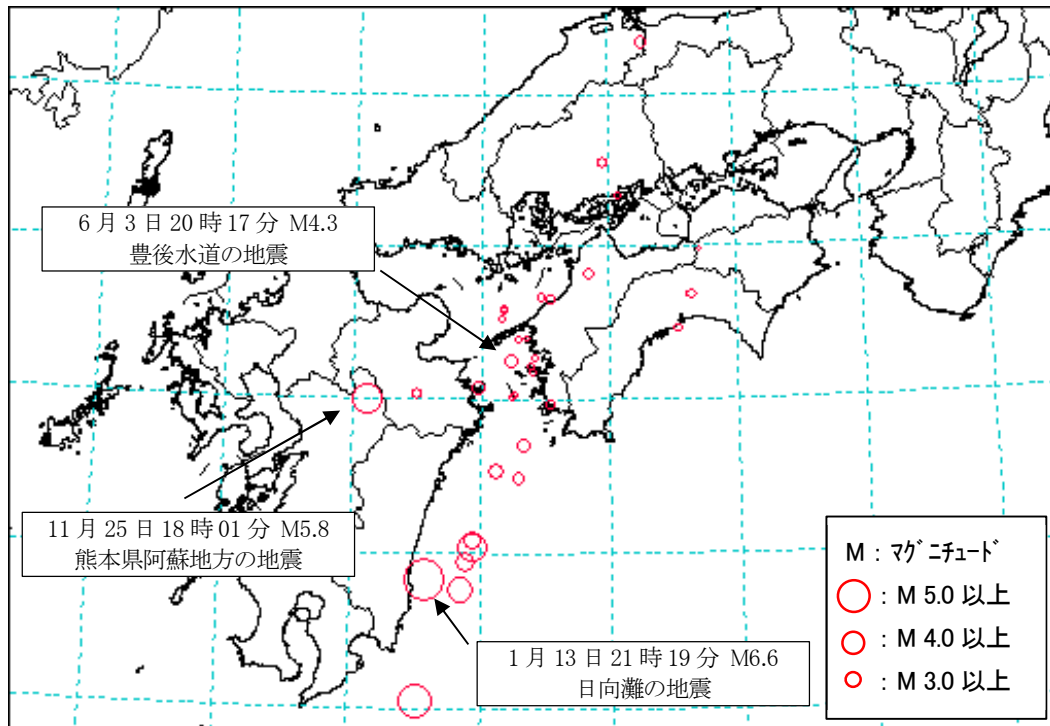 6月3日20時17分 M4.3
豊後水道の地震
11月25日18時01分 M5.8
熊本県阿蘇地方の地震
1月13日21時19分 M6.6
日向灘の地震
M:マグニチュード
:M 5.0 以上
:M 4.0 以上
:M 3.0 以上